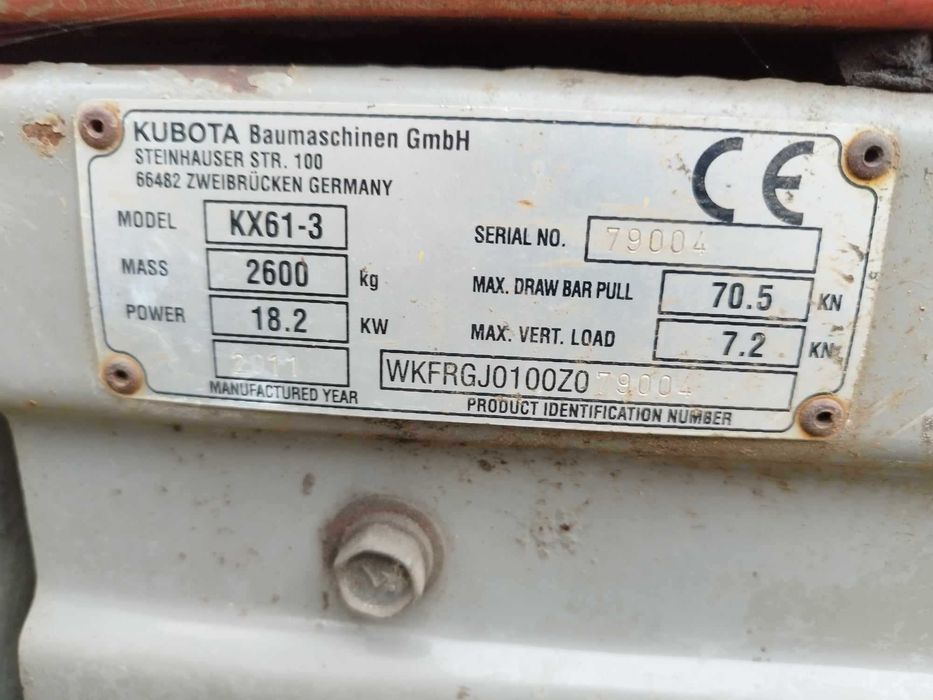 KUBOTA Baumaschinen GmbH
STEINHAUSER STR. 100
66482 ZWEIBRÜCKEN GERMANY
CE
MODEL KX61-3
SERIAL NO. 79004
MASS 2600 kg
MAX. DRAW BAR PULL 70.5 KN
POWER 18.2 KW
MAX. VERT. LOAD 7.2 KN
2011
MANUFACTURED YEAR
WKFRGJ0100Z079004
PRODUCT IDENTIFICATION NUMBER